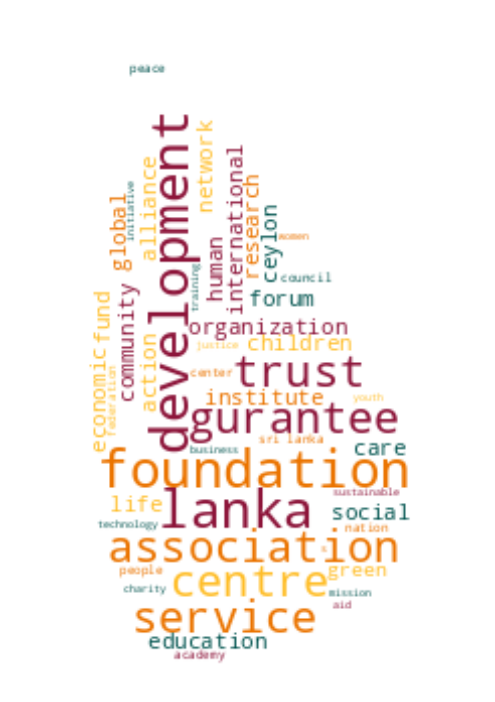 peace
development
network
alliance
initiative
global
international
human
research
ceylon
women
council
training
forum
community
fund
organization
justice
children
economic
action
federation
center
trust
institute
youth
gurantee
sri lanka
business
care
foundation
sustainable
lanka
life
social
technology
nation
association
s
people
green
centre
charity
mission
aid
service
education
academy